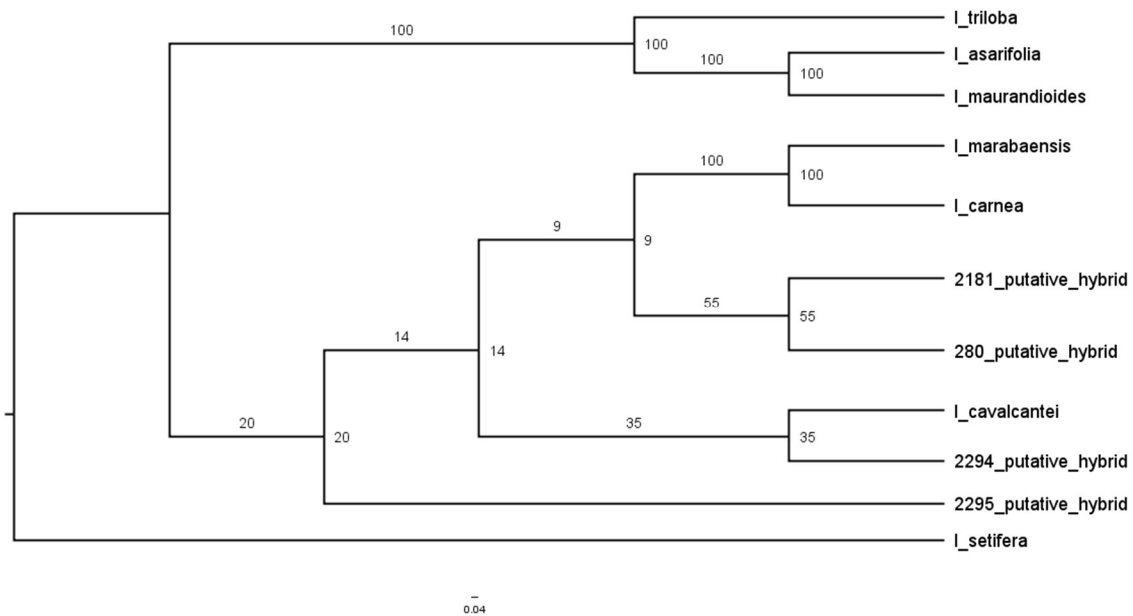 I_triloba
100
100
I_asarifolia
100
100
I_maurandioides
I_marabaensis
100
100
I_carnea
9
9
2181_putative_hybrid
55
55
14
14
280_putative_hybrid
I_cavalcantei
20
20
35
35
2294_putative_hybrid
2295_putative_hybrid
I_setifera
0.04